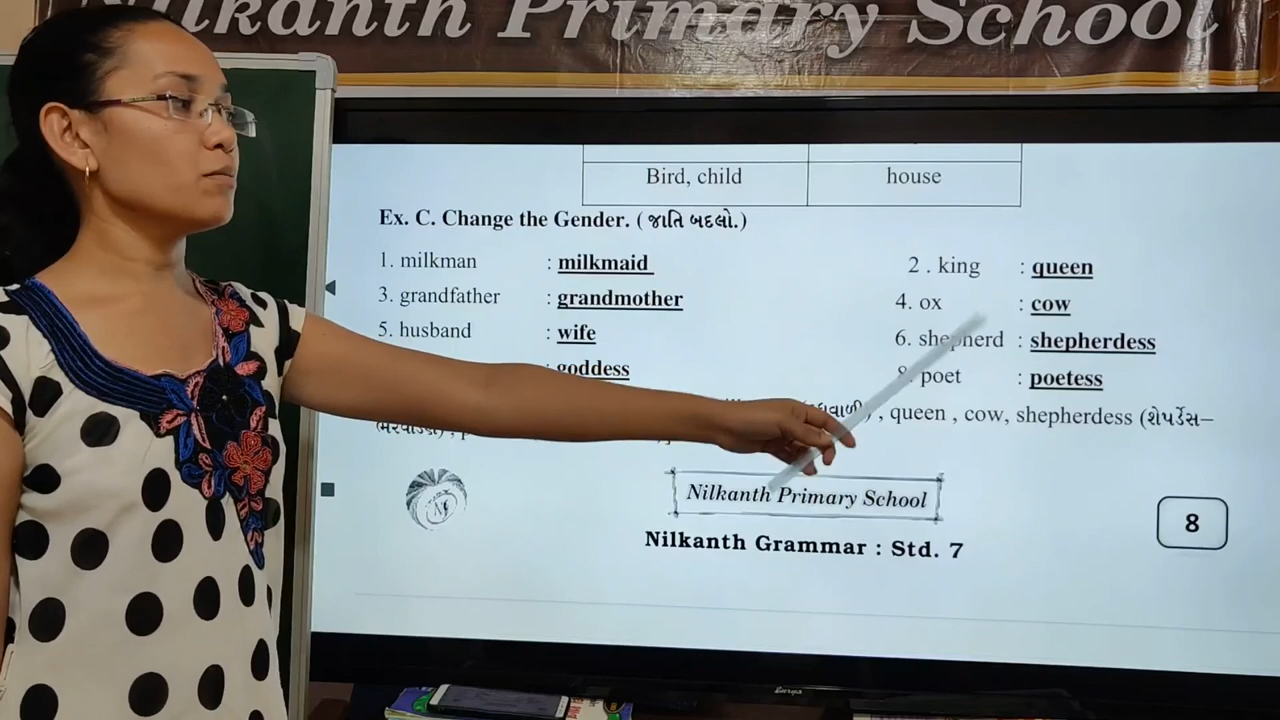 Nilkanth Primary School
Bird, child house
Ex. C. Change the Gender. (જાતિ બદલો.)
1. milkman : milkmaid 2 . king : queen
3. grandfather : grandmother 4. ox : cow
5. husband : wife 6. shepherd : shepherdess
: goddess 8. poet : poetess
, queen , cow, shepherdess (શેપર્ડેસ–
Nilkanth Primary School
8
Nilkanth Grammar : Std. 7